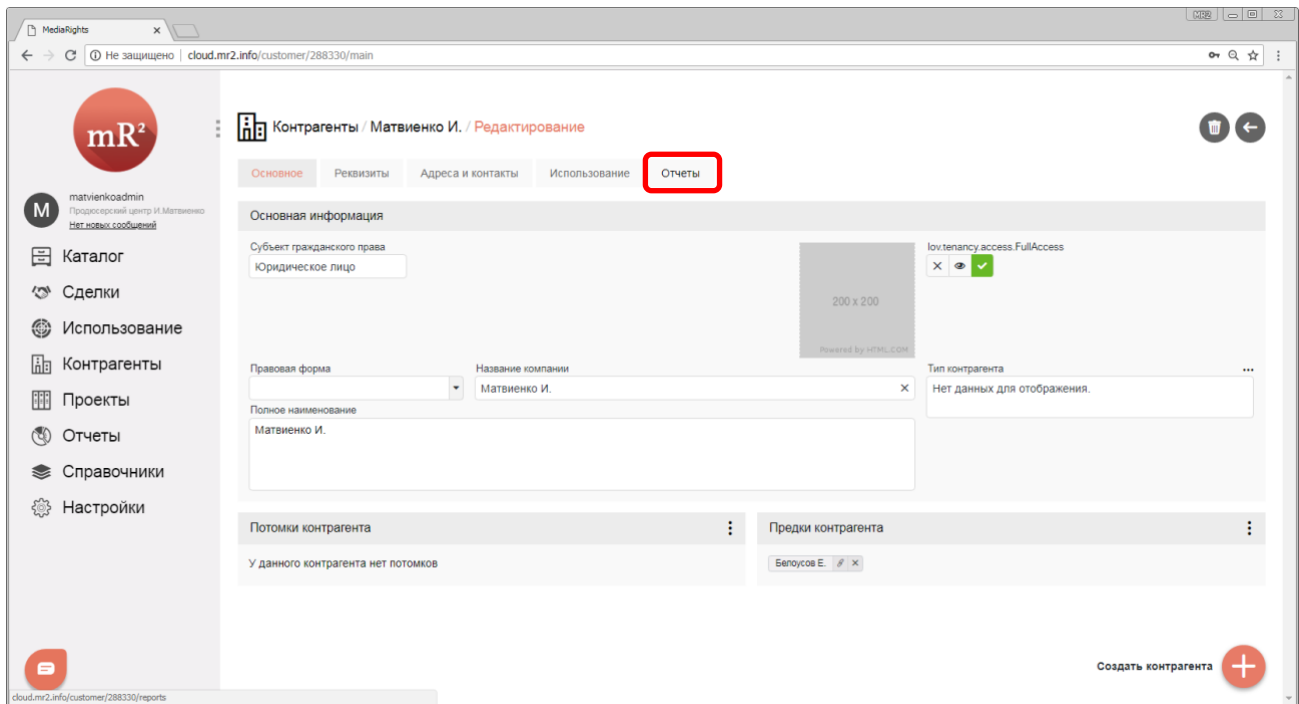 MediaRights
MR2
Не защищено | cloud.mr2.info/customer/288330/main
mR²
Контрагенты / Матвиенко И. / Редактирование
Основное Реквизиты Адреса и контакты Использование Отчеты
M
matvienkoadmin
Продюсерский центр И.Матвиенко
Нет новых сообщений
Каталог
Сделки
Использование
Контрагенты
Проекты
Отчеты
Справочники
Настройки
Основная информация
Субъект гражданского права
Юридическое лицо
200 x 200
Powered by HTML.COM
lov.tenancy.access.FullAccess
Правовая форма
Название компании
Матвиенко И.
Тип контрагента
Нет данных для отображения.
Полное наименование
Матвиенко И.
Потомки контрагента
У данного контрагента нет потомков
Предки контрагента
Белоусов Е.
Создать контрагента
cloud.mr2.info/customer/288330/reports